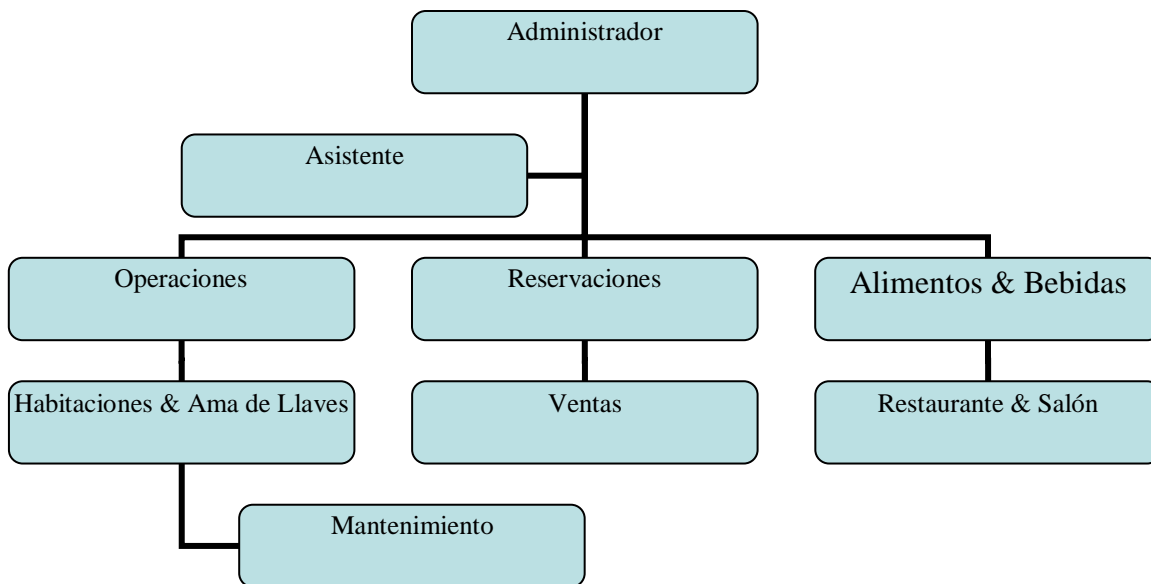 Administrador
Asistente
Operaciones
Reservaciones
Alimentos & Bebidas
Habitaciones & Ama de Llaves
Ventas
Restaurante & Salón
Mantenimiento